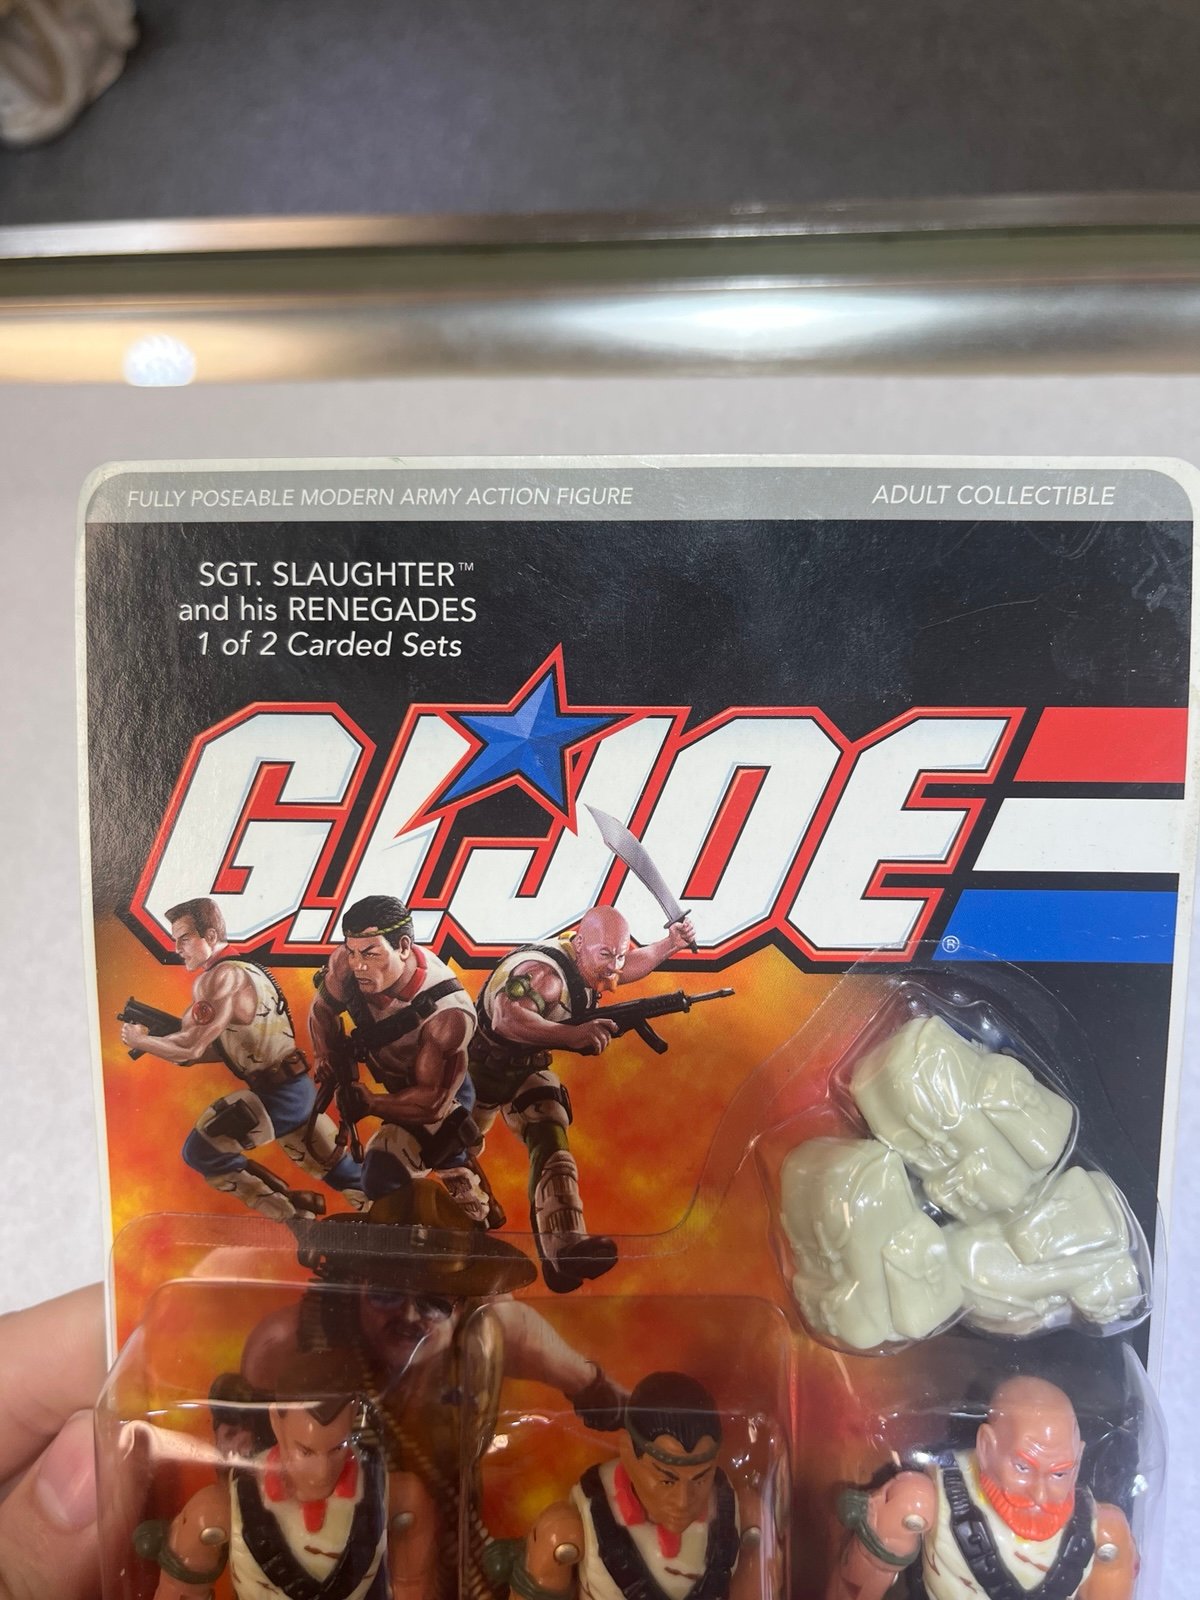 FULLY POSEABLE MODERN ARMY ACTION FIGURE
ADULT COLLECTIBLE
SGT. SLAUGHTER™
and his RENEGADES
1 of 2 Carded Sets
G.I. JOE
®